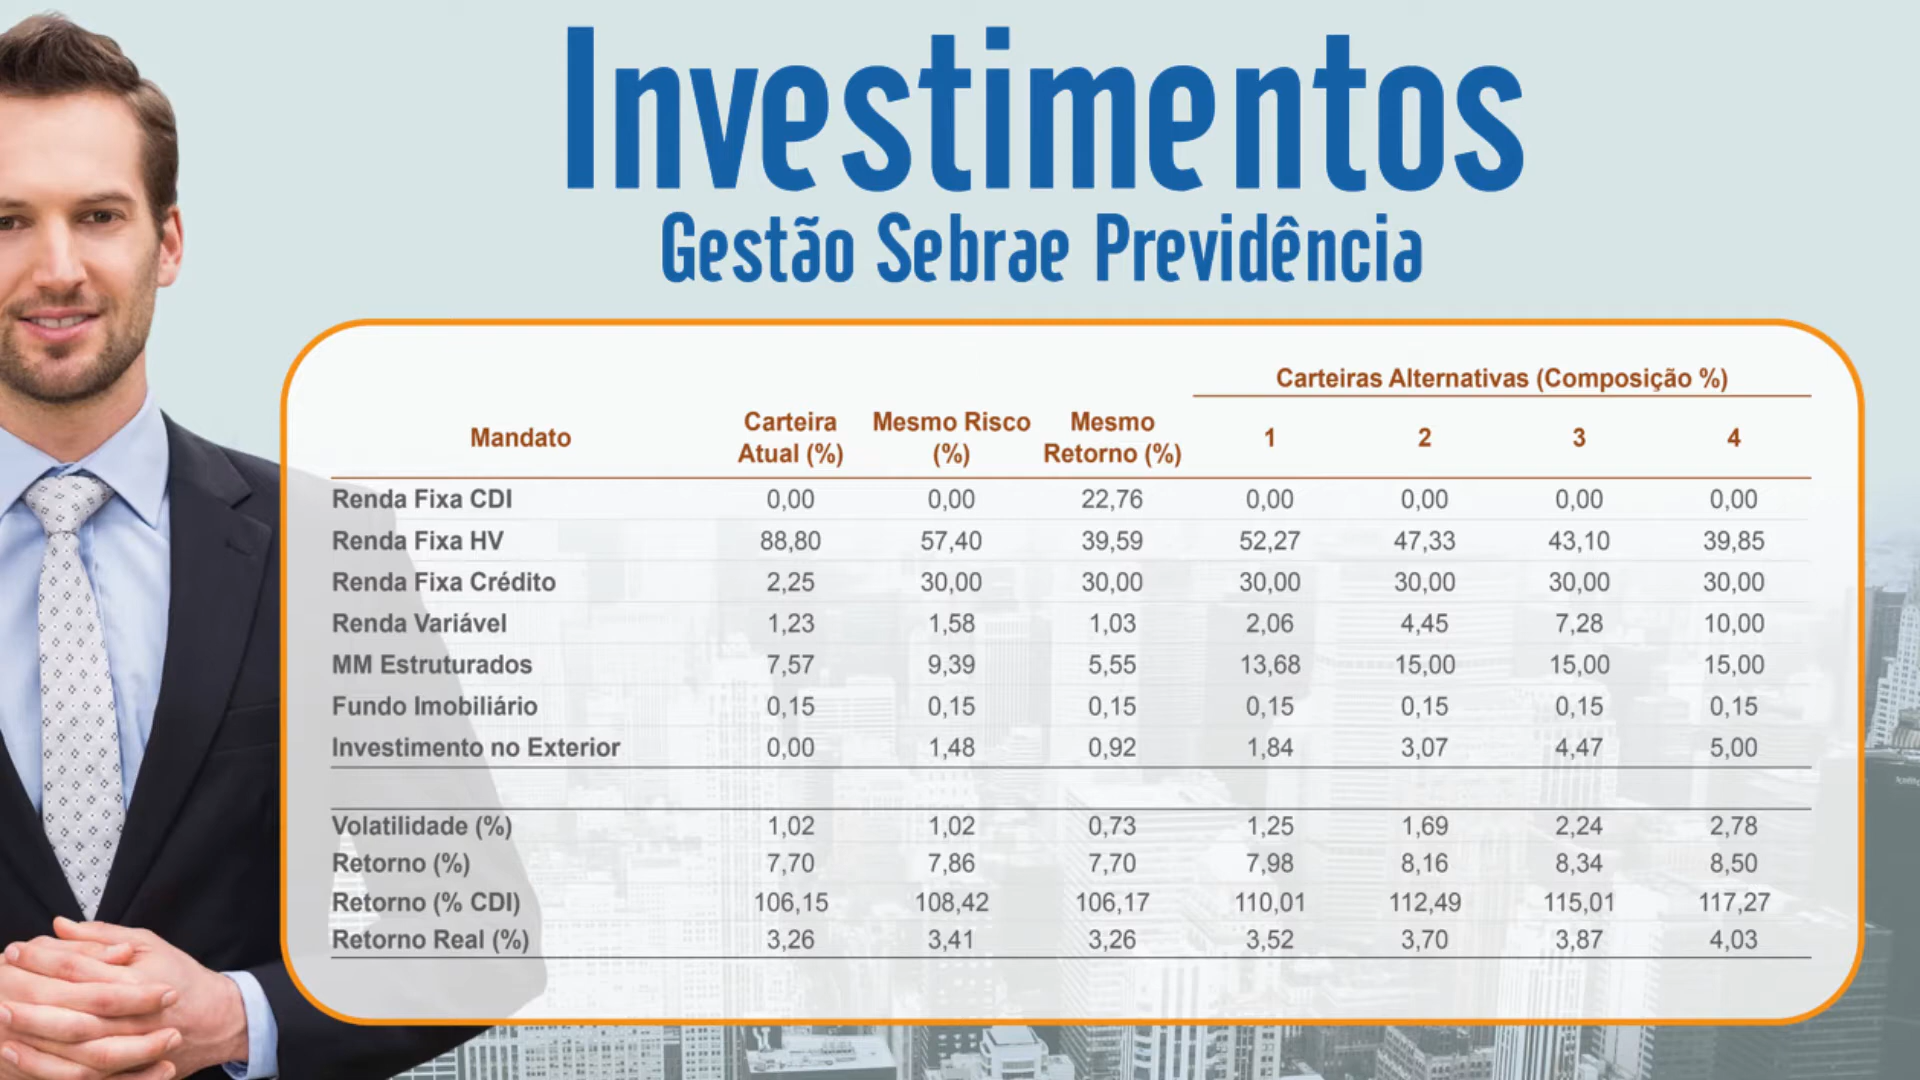 Investimentos
Gestão Sebrae Previdência
Carteiras Alternativas (Composição %)
Mandato Carteira Atual (%) Mesmo Risco (%) Mesmo Retorno (%) 1 2 3 4
Renda Fixa CDI 0,00 0,00 22,76 0,00 0,00 0,00 0,00
Renda Fixa HV 88,80 57,40 39,59 52,27 47,33 43,10 39,85
Renda Fixa Crédito 2,25 30,00 30,00 30,00 30,00 30,00 30,00
Renda Variável 1,23 1,58 1,03 2,06 4,45 7,28 10,00
MM Estruturados 7,57 9,39 5,55 13,68 15,00 15,00 15,00
Fundo Imobiliário 0,15 0,15 0,15 0,15 0,15 0,15 0,15
Investimento no Exterior 0,00 1,48 0,92 1,84 3,07 4,47 5,00
Volatilidade (%) 1,02 1,02 0,73 1,25 1,69 2,24 2,78
Retorno (%) 7,70 7,86 7,70 7,98 8,16 8,34 8,50
Retorno (% CDI) 106,15 108,42 106,17 110,01 112,49 115,01 117,27
Retorno Real (%) 3,26 3,41 3,26 3,52 3,70 3,87 4,03